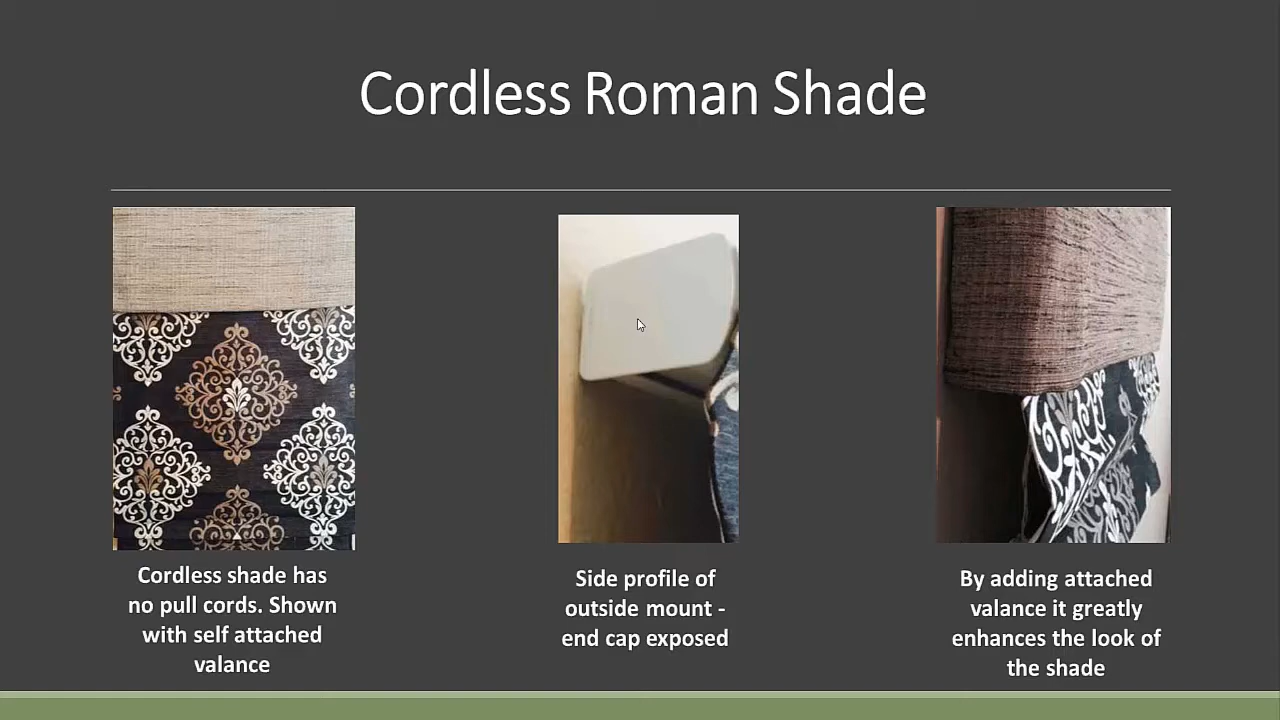 Cordless Roman Shade
Cordless shade has
no pull cords. Shown
with self attached
valance
Side profile of
outside mount -
end cap exposed
By adding attached
valance it greatly
enhances the look of
the shade